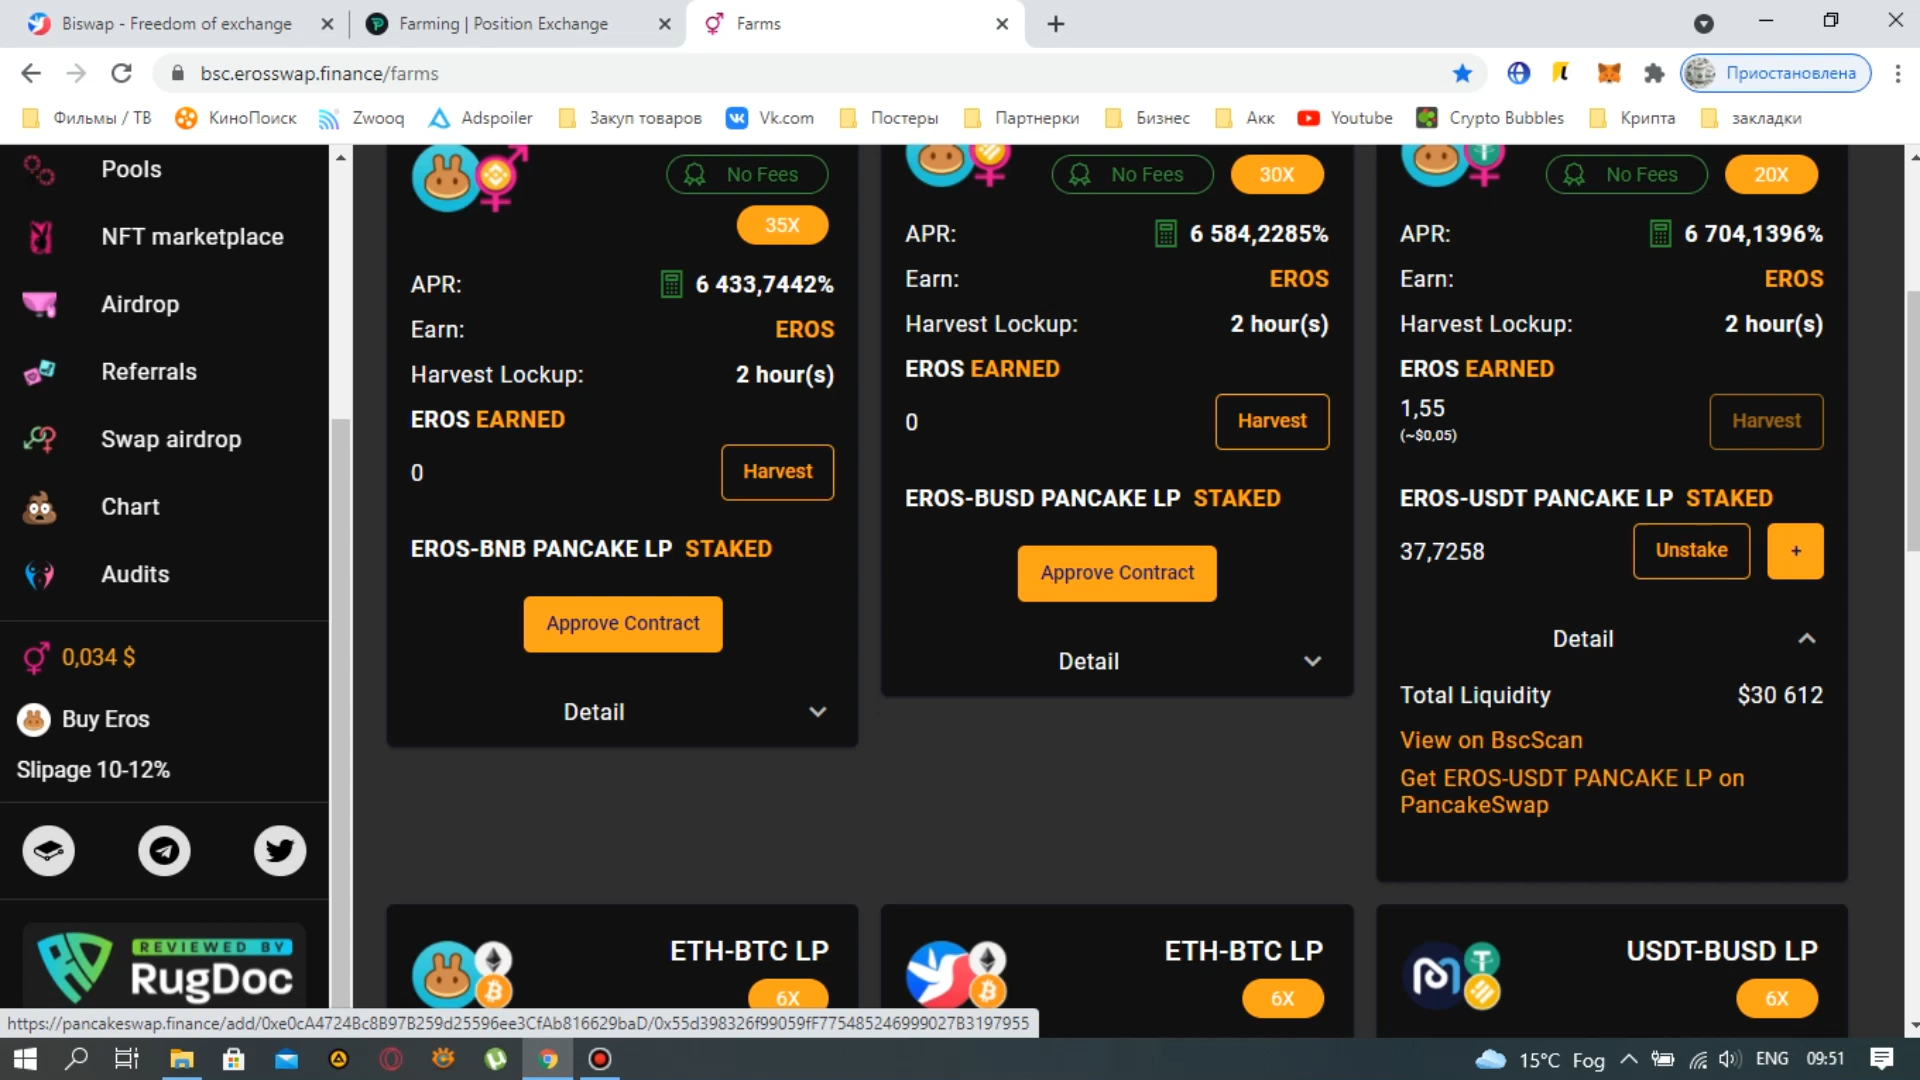 Biswap - Freedom of exchange
Farming | Position Exchange
Farms
bsc.erosswap.finance/farms
Приостановлена
Фильмы / ТВ
КиноПоиск
Zwooq
Adspoiler
Закуп товаров
Vk.com
Постеры
Партнерки
Бизнес
Акк
Youtube
Crypto Bubbles
Крипта
закладки
Pools
NFT marketplace
Airdrop
Referrals
Swap airdrop
Chart
Audits
0,034 $
Buy Eros
Slipage 10-12%
REVIEWED BY
RugDoc
No Fees
35X
APR: 6 433,7442%
Earn: EROS
Harvest Lockup: 2 hour(s)
EROS EARNED
0
Harvest
EROS-BNB PANCAKE LP STAKED
Approve Contract
Detail
No Fees
30X
APR: 6 584,2285%
Earn: EROS
Harvest Lockup: 2 hour(s)
EROS EARNED
0
Harvest
EROS-BUSD PANCAKE LP STAKED
Approve Contract
Detail
No Fees
20X
APR: 6 704,1396%
Earn: EROS
Harvest Lockup: 2 hour(s)
EROS EARNED
1,55
(~$0,05)
Harvest
EROS-USDT PANCAKE LP STAKED
37,7258
Unstake
+
Detail
Total Liquidity $30 612
View on BscScan
Get EROS-USDT PANCAKE LP on
PancakeSwap
ETH-BTC LP
6X
ETH-BTC LP
6X
USDT-BUSD LP
6X
https://pancakeswap.finance/add/0xe0cA4724Bc8B97B259d25596ee3CfAb816629baD/0x55d398326f99059fF775485246999027B3197955
15°C Fog
ENG
09:51